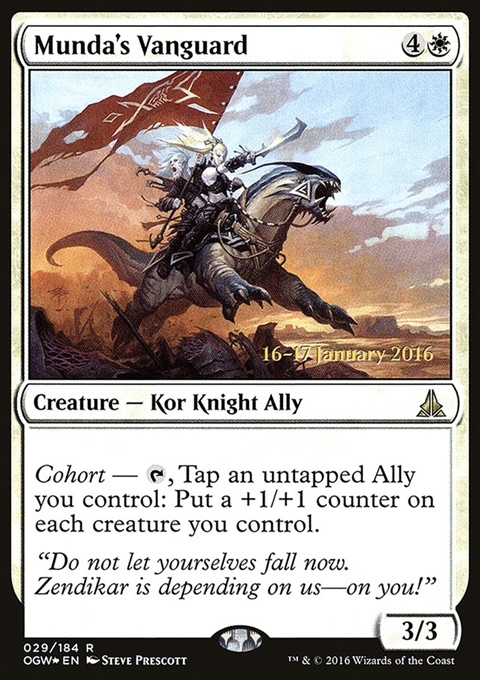 Munda's Vanguard 4
16-17 January 2016
Creature — Kor Knight Ally
Cohort — , Tap an untapped Ally
you control: Put a +1/+1 counter on
each creature you control.
“Do not let yourselves fall now.
Zendikar is depending on us—on you!”
3/3
029/184 R
OGW★EN Steve Prescott
™ & © 2016 Wizards of the Coast